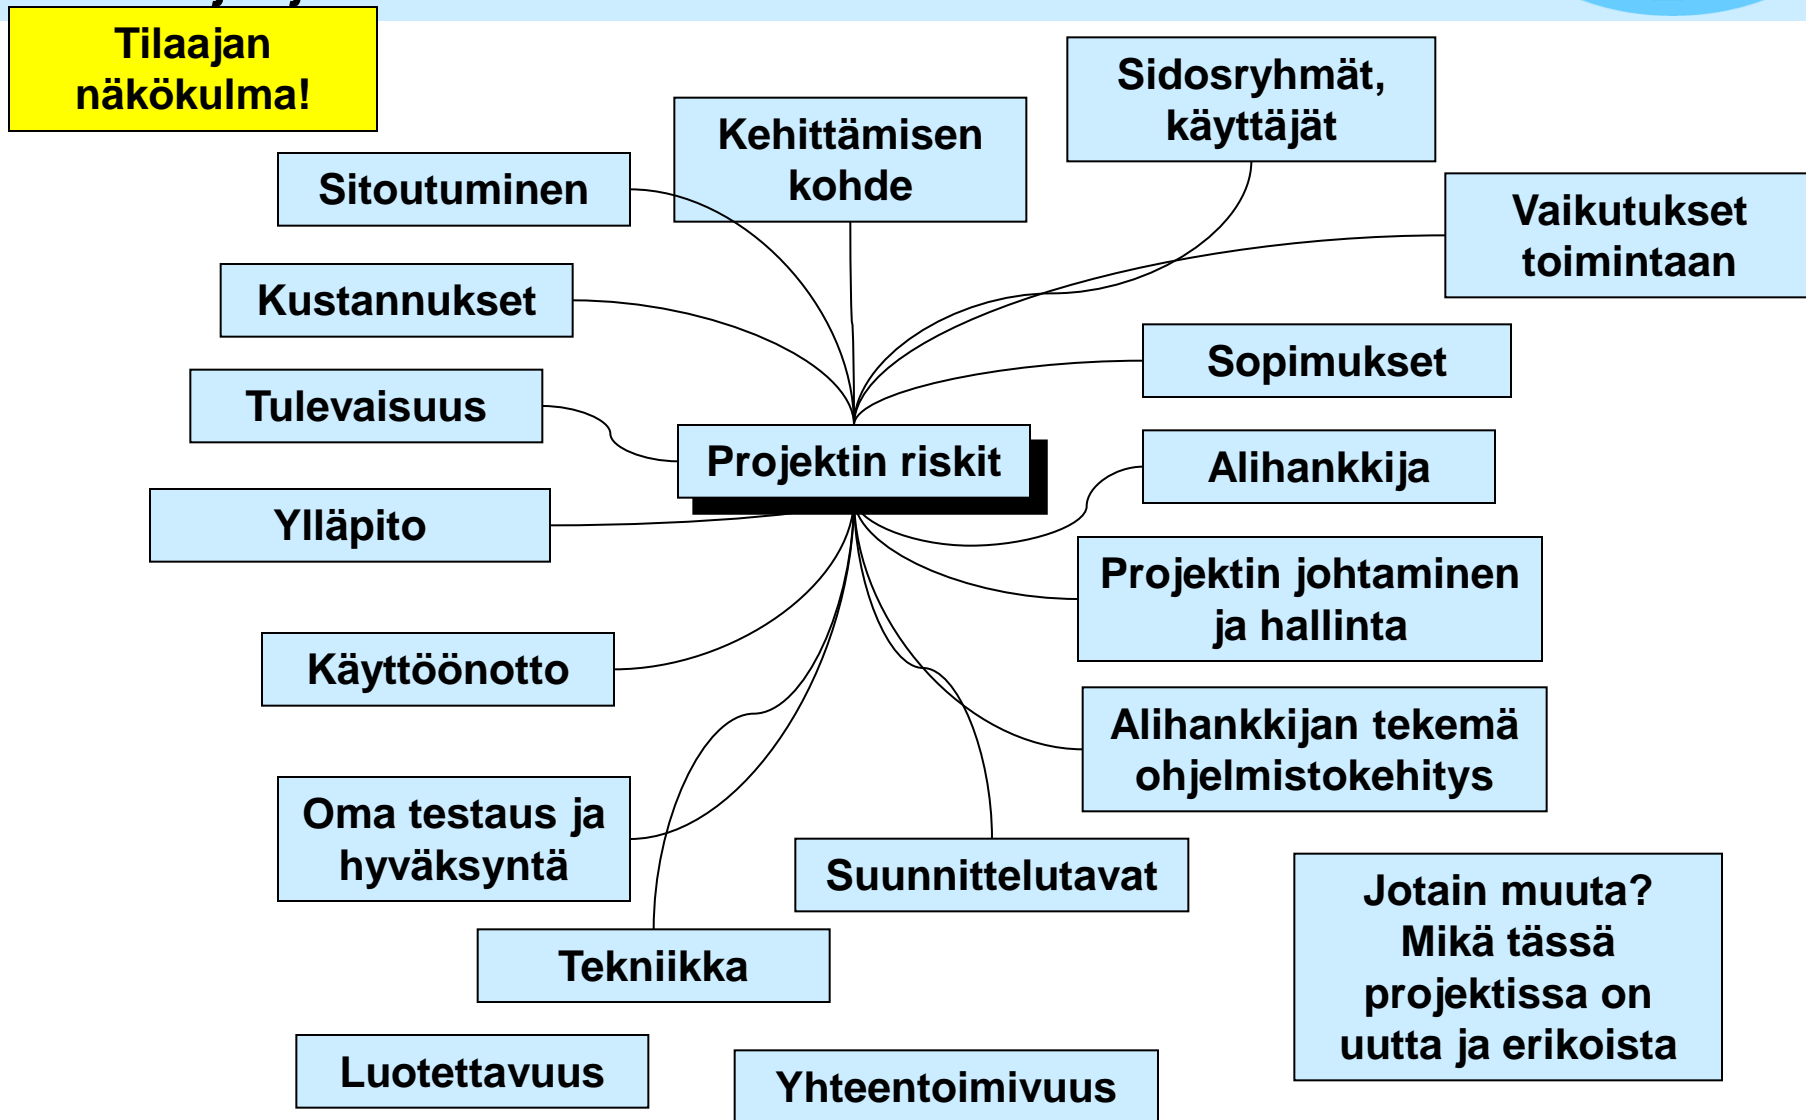 Tilaajan
näkökulma!
Sidosryhmät,
käyttäjät
Kehittämisen
kohde
Sitoutuminen
Vaikutukset
toimintaan
Kustannukset
Sopimukset
Tulevaisuus
Projektin riskit
Alihankkija
Ylläpito
Projektin johtaminen
ja hallinta
Käyttöönotto
Alihankkijan tekemä
ohjelmistokehitys
Oma testaus ja
hyväksyntä
Suunnittelutavat
Jotain muuta?
Mikä tässä
projektissa on
uutta ja erikoista
Tekniikka
Luotettavuus
Yhteentoimivuus